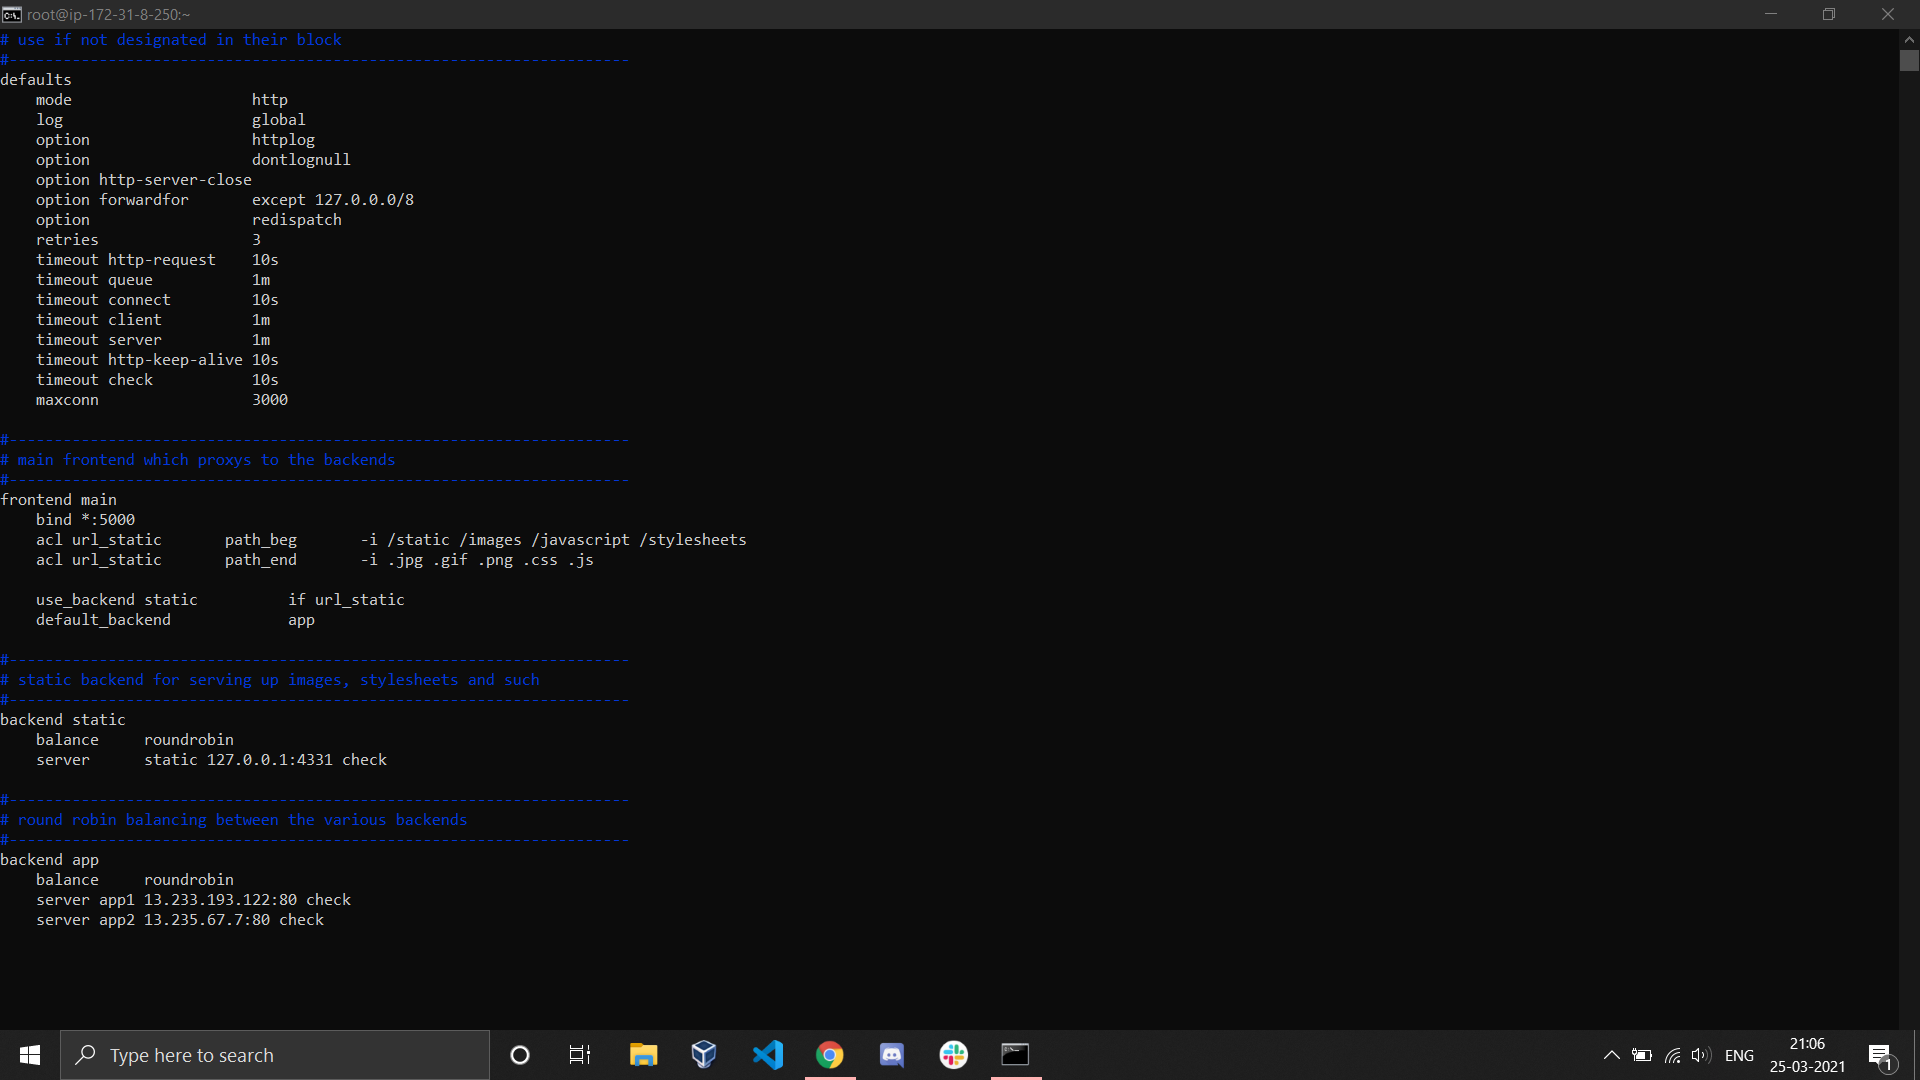 root@ip-172-31-8-250:~
# use if not designated in their block
#---------------------------------------------------------------------
defaults
    mode                    http
    log                     global
    option                  httplog
    option                  dontlognull
    option http-server-close
    option forwardfor       except 127.0.0.0/8
    option                  redispatch
    retries                 3
    timeout http-request    10s
    timeout queue           1m
    timeout connect         10s
    timeout client          1m
    timeout server          1m
    timeout http-keep-alive 10s
    timeout check           10s
    maxconn                 3000
#---------------------------------------------------------------------
# main frontend which proxys to the backends
#---------------------------------------------------------------------
frontend main
    bind *:5000
    acl url_static       path_beg       -i /static /images /javascript /stylesheets
    acl url_static       path_end       -i .jpg .gif .png .css .js
    use_backend static          if url_static
    default_backend             app
#---------------------------------------------------------------------
# static backend for serving up images, stylesheets and such
#---------------------------------------------------------------------
backend static
    balance     roundrobin
    server      static 127.0.0.1:4331 check
#---------------------------------------------------------------------
# round robin balancing between the various backends
#---------------------------------------------------------------------
backend app
    balance     roundrobin
    server app1 13.233.193.122:80 check
    server app2 13.235.67.7:80 check
Type here to search
ENG
21:06
25-03-2021
1